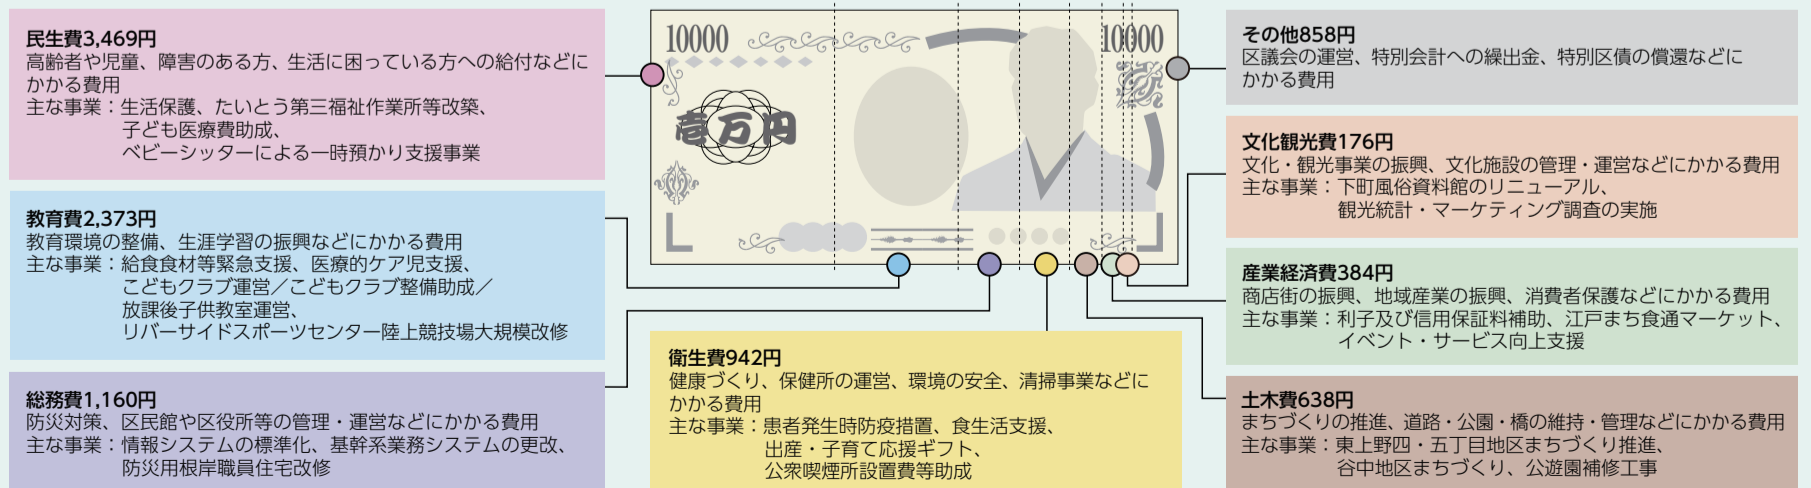 民生費3,469円
高齢者や児童、障害のある方、生活に困っている方への給付などに
かかる費用
主な事業：生活保護、たいとう第三福祉作業所等改築、
子ども医療費助成、
ベビーシッターによる一時預かり支援事業
教育費2,373円
教育環境の整備、生涯学習の振興などにかかる費用
主な事業：給食食材等緊急支援、医療的ケア児支援、
こどもクラブ運営／こどもクラブ整備助成／
放課後子供教室運営、
リバーサイドスポーツセンター陸上競技場大規模改修
総務費1,160円
防災対策、区民館や区役所等の管理・運営などにかかる費用
主な事業：情報システムの標準化、基幹系業務システムの更改、
防災用根岸職員住宅改修
10000
10000
壱万円
衛生費942円
健康づくり、保健所の運営、環境の安全、清掃事業などに
かかる費用
主な事業：患者発生時防疫措置、食生活支援、
出産・子育て応援ギフト、
公衆喫煙所設置費等助成
その他858円
区議会の運営、特別会計への繰出金、特別区債の償還などに
かかる費用
文化観光費176円
文化・観光事業の振興、文化施設の管理・運営などにかかる費用
主な事業：下町風俗資料館のリニューアル、
観光統計・マーケティング調査の実施
産業経済費384円
商店街の振興、地域産業の振興、消費者保護などにかかる費用
主な事業：利子及び信用保証料補助、江戸まち食通マーケット、
イベント・サービス向上支援
土木費638円
まちづくりの推進、道路・公園・橋の維持・管理などにかかる費用
主な事業：東上野四・五丁目地区まちづくり推進、
谷中地区まちづくり、公遊園補修工事